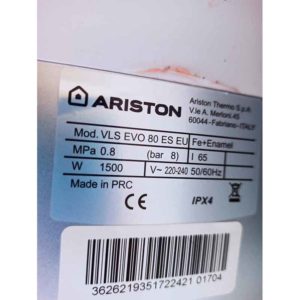 ARISTON
Ariston Thermo S.p.A.
V.le A. Merloni 45
60044 - Fabriano - ITALY
Mod. VLS EVO 80 ES EU Fe+Enamel
MPa 0.8 (bar 8) l 65
W 1500 V~ 220-240 50/60Hz
Made in PRC
CE IPX4
3626219351722421 01704